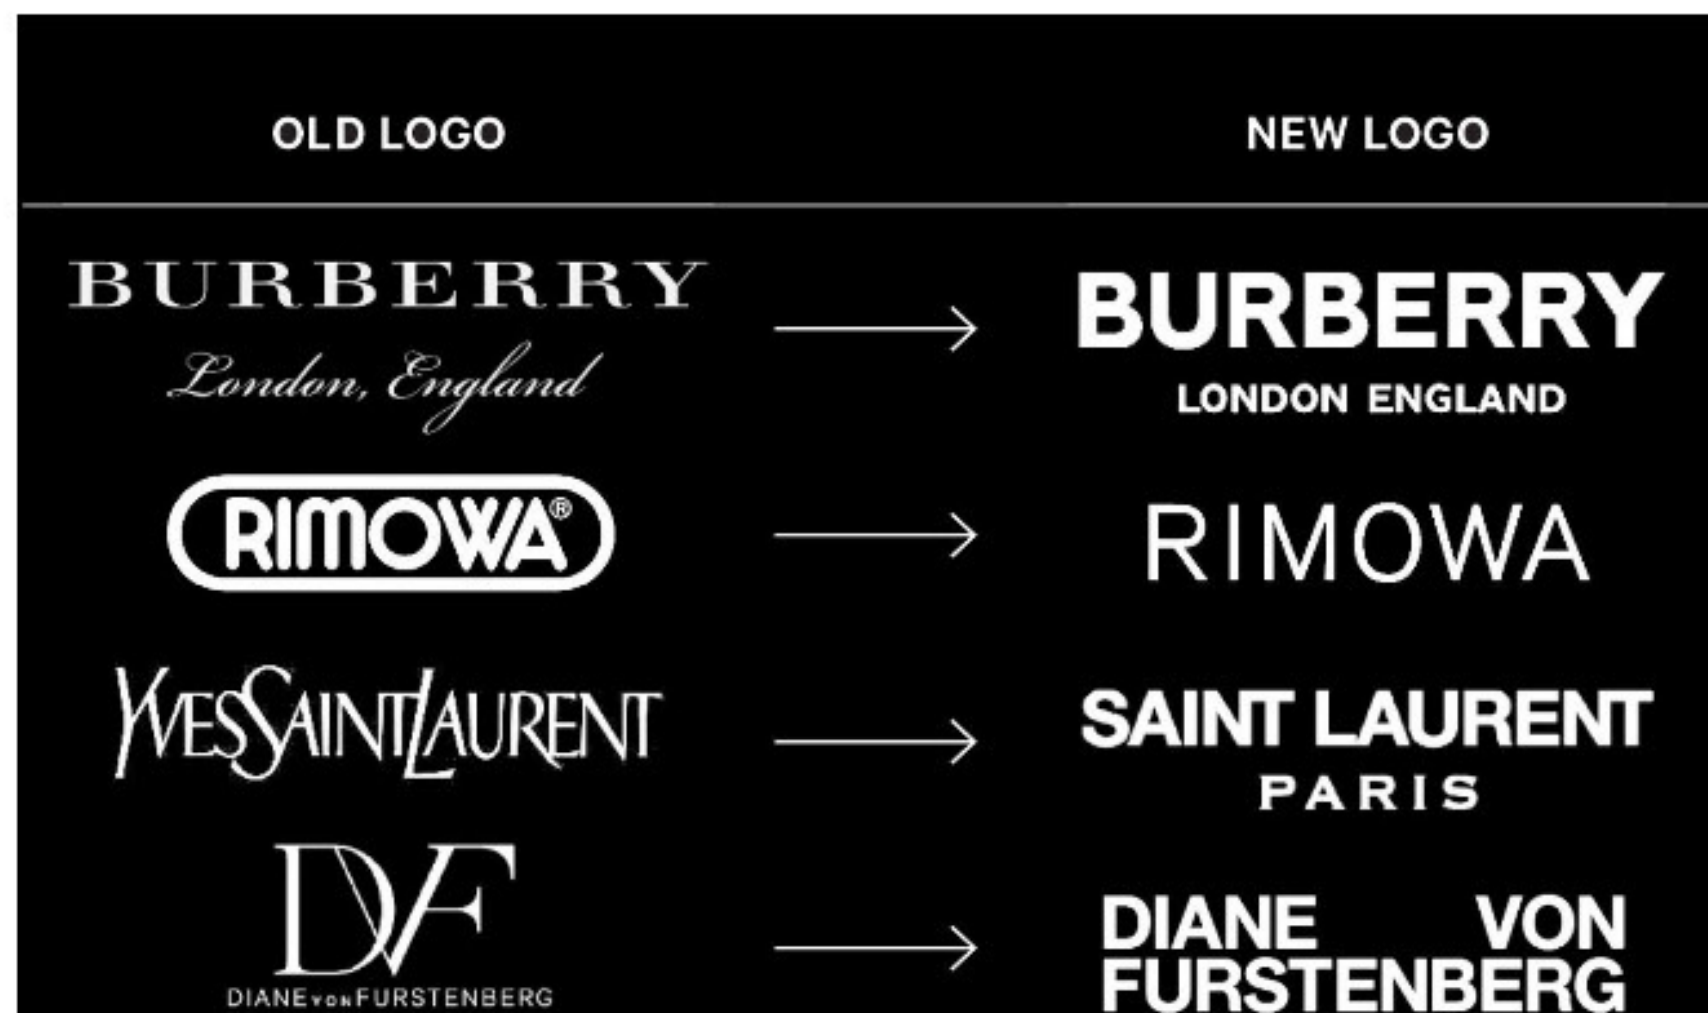 OLD LOGO NEW LOGO
BURBERRY BURBERRY
London, England LONDON ENGLAND
RIMOWA® RIMOWA
YVESSAINTLAURENT SAINT LAURENT
PARIS
DVF DIANE VON
DIANE VON FURSTENBERG FURSTENBERG